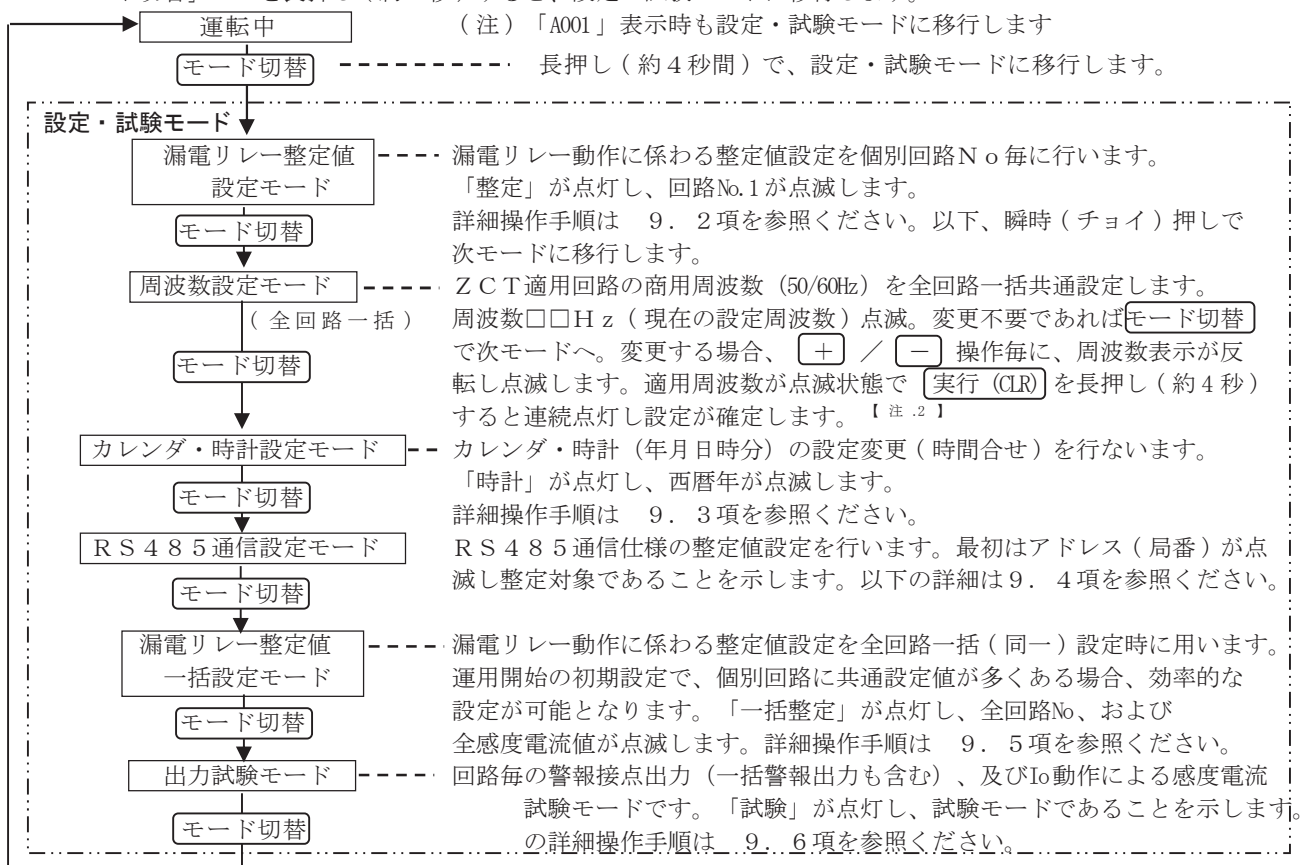 運転中
(注)「A001」表示時も設定・試験モードに移行します
モード切替
長押し(約4秒間)で、設定・試験モードに移行します。
設定・試験モード
漏電リレー整定値
設定モード
漏電リレー動作に係わる整定値設定を個別回路No毎に行います。
「整定」が点灯し、回路No.1が点滅します。
詳細操作手順は 9.2項を参照ください。以下、瞬時(チョイ)押しで
次モードに移行します。
モード切替
周波数設定モード
(全回路一括)
ZCT適用回路の商用周波数(50/60Hz)を全回路一括共通設定します。
周波数□□Hz(現在の設定周波数)点滅。変更不要であればモード切替
で次モードへ。変更する場合、 + / - 操作毎に、周波数表示が反
転し点滅します。適用周波数が点滅状態で 実行(CLR) を長押し(約4秒)
すると連続点灯し設定が確定します。【注.2】
モード切替
カレンダ・時計設定モード
カレンダ・時計(年月日時分)の設定変更(時間合せ)を行ないます。
「時計」が点灯し、西暦年が点滅します。
詳細操作手順は 9.3項を参照ください。
モード切替
RS485通信設定モード
RS485通信仕様の整定値設定を行います。最初はアドレス(局番)が点
滅し整定対象であることを示します。以下の詳細は9.4項を参照ください。
モード切替
漏電リレー整定値
一括設定モード
漏電リレー動作に係わる整定値設定を全回路一括(同一)設定時に用います。
運用開始の初期設定で、個別回路に共通設定値が多くある場合、効率的な
設定が可能となります。「一括整定」が点灯し、全回路No、および
全感度電流値が点滅します。詳細操作手順は 9.5項を参照ください。
モード切替
出力試験モード
回路毎の警報接点出力(一括警報出力も含む)、及びIo動作による感度電流
試験モードです。「試験」が点灯し、試験モードであることを示します。
の詳細操作手順は 9.6項を参照ください。
モード切替